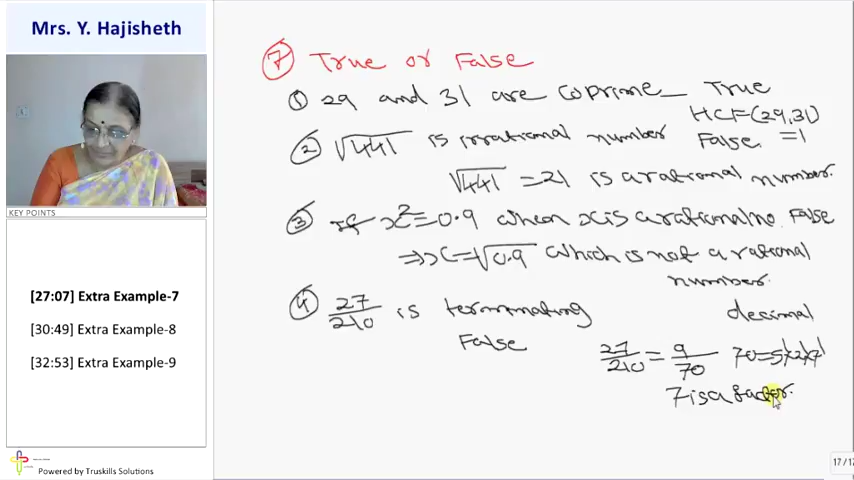 Mrs. Y. Hajisheth
KEY POINTS
[27:07] Extra Example-7
[30:49] Extra Example-8
[32:53] Extra Example-9
Powered by Truskills Solutions
7 True or False
① 29 and 31 are coprime_ True
HCF=(29,31)
=1
② √441 is irrational number False
√441 = 21 is a rational number.
③ If x²=0.9 when x is a rational no. False
⇒ x=√0.9 which is not a rational
number.
④ 27/210 is terminating decimal
False
27/210 = 9/70 70=5×2×7
7 is a factor.
17 / 17